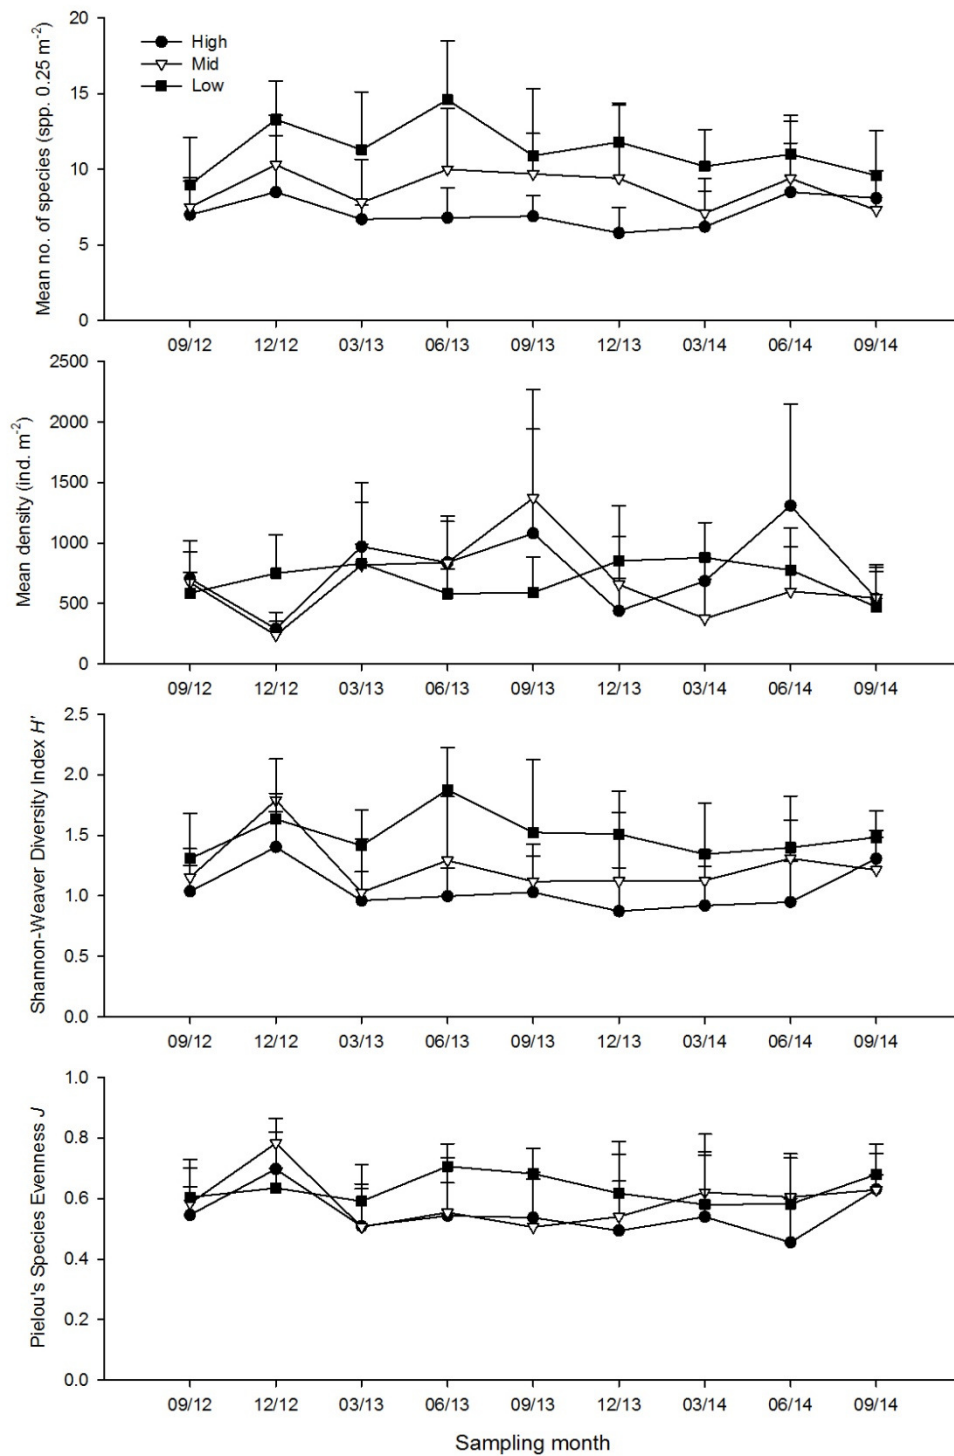 20
15
10
5
0
Mean no. of species (spp. 0.25 m⁻²)
High
Mid
Low
09/12 12/12 03/13 06/13 09/13 12/13 03/14 06/14 09/14
2500
2000
1500
1000
500
0
Mean density (ind. m⁻²)
09/12 12/12 03/13 06/13 09/13 12/13 03/14 06/14 09/14
2.5
2.0
1.5
1.0
0.5
0.0
Shannon-Weaver Diversity Index H'
09/12 12/12 03/13 06/13 09/13 12/13 03/14 06/14 09/14
1.0
0.8
0.6
0.4
0.2
0.0
Pielou's Species Evenness J
09/12 12/12 03/13 06/13 09/13 12/13 03/14 06/14 09/14
Sampling month